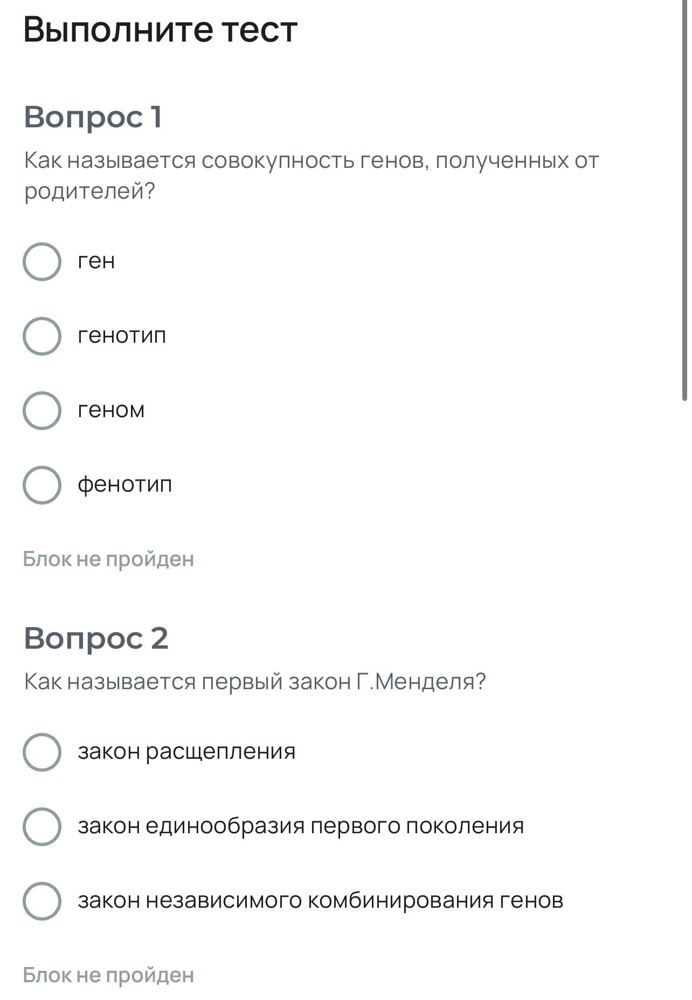 Выполните тест
Вопрос 1
Как называется совокупность генов, полученных от
родителей?
ген
генотип
геном
фенотип
Блок не пройден
Вопрос 2
Как называется первый закон Г.Менделя?
закон расщепления
закон единообразия первого поколения
закон независимого комбинирования генов
Блок не пройден